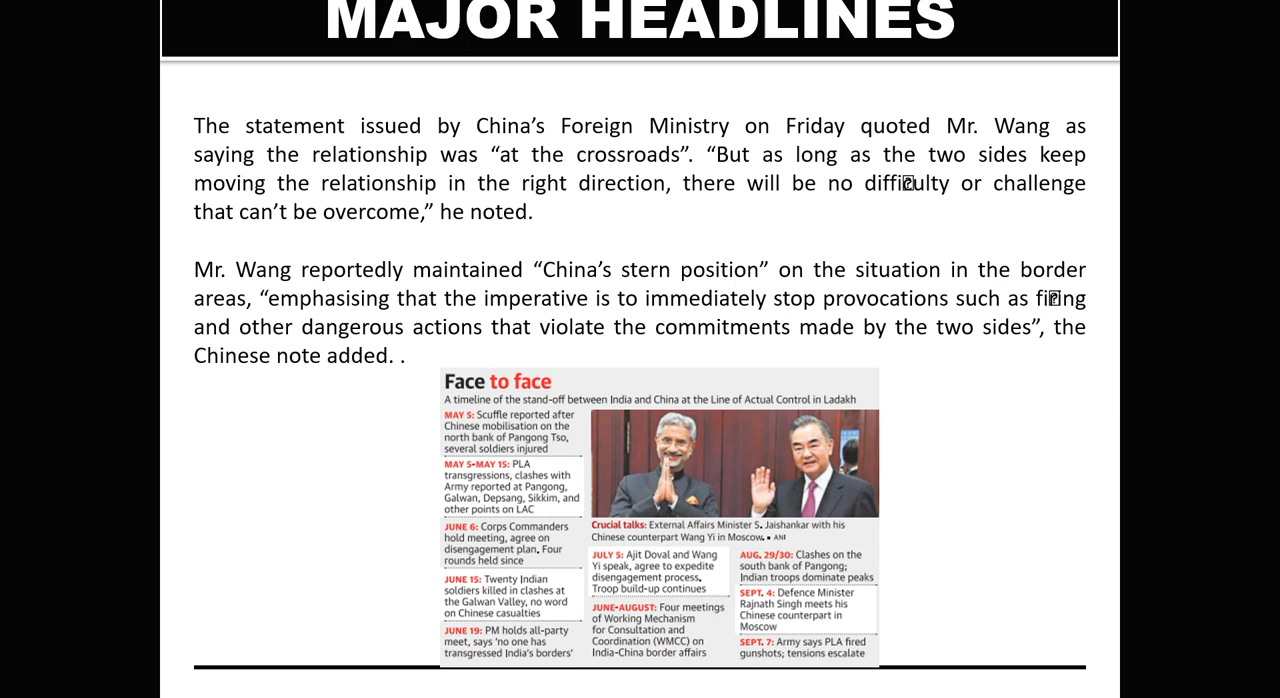 MAJOR HEADLINES
The statement issued by China’s Foreign Ministry on Friday quoted Mr. Wang as
saying the relationship was “at the crossroads”. “But as long as the two sides keep
moving the relationship in the right direction, there will be no difficulty or challenge
that can’t be overcome,” he noted.
Mr. Wang reportedly maintained “China’s stern position” on the situation in the border
areas, “emphasising that the imperative is to immediately stop provocations such as firing
and other dangerous actions that violate the commitments made by the two sides”, the
Chinese note added. .
Face to face
A timeline of the stand-off between India and China at the Line of Actual Control in Ladakh
MAY 5: Scuffle reported after
Chinese mobilisation on the
north bank of Pangong Tso,
several soldiers injured
MAY 5-MAY 15: PLA
transgressions, clashes with
Army reported at Pangong,
Galwan, Depsang, Sikkim, and
other points on LAC
JUNE 6: Corps Commanders
hold meeting, agree on
disengagement plan. Four
rounds held since
JUNE 15: Twenty Indian
soldiers killed in clashes at
the Galwan Valley, no word
on Chinese casualties
JUNE 19: PM holds all-party
meet, says ‘no one has
transgressed India’s borders’
Crucial talks: External Affairs Minister S. Jaishankar with his
Chinese counterpart Wang Yi in Moscow. ▪ ANI
JULY 5: Ajit Doval and Wang
Yi speak, agree to expedite
disengagement process.
Troop build-up continues
JUNE-AUGUST: Four meetings
of Working Mechanism
for Consultation and
Coordination (WMCC) on
India-China border affairs
AUG. 29/30: Clashes on the
south bank of Pangong;
Indian troops dominate peaks
SEPT. 4: Defence Minister
Rajnath Singh meets his
Chinese counterpart in
Moscow
SEPT. 7: Army says PLA fired
gunshots; tensions escalate